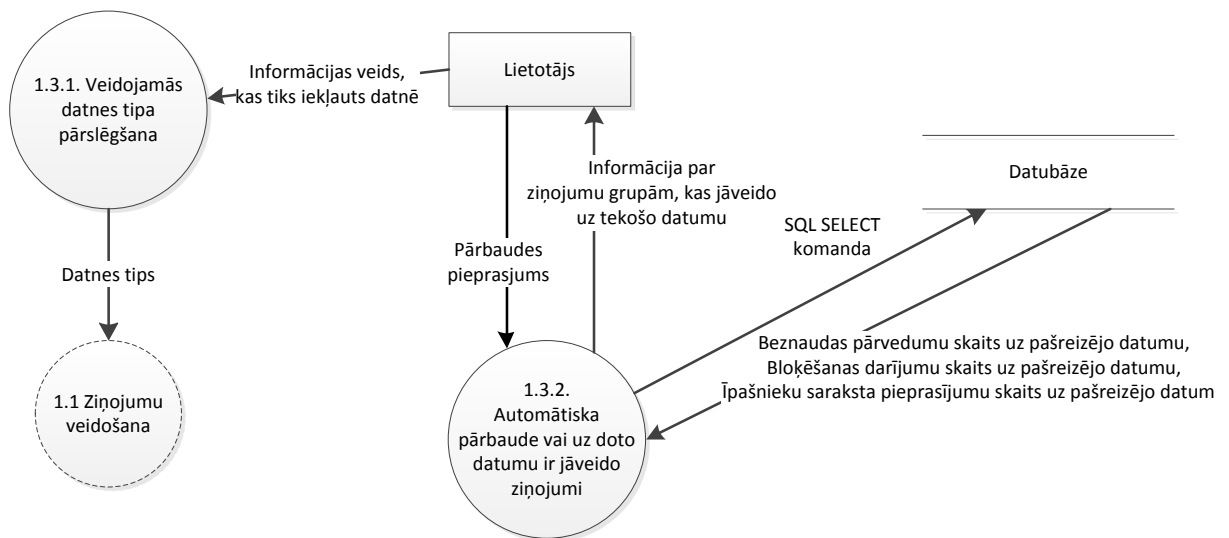 1.3.1. Veidojamās
datnes tipa
pārslēgšana
Informācijas veids,
kas tiks iekļauts datnē
Lietotājs
Informācija par
ziņojumu grupām, kas jāveido
uz tekošo datumu
Datubāze
SQL SELECT
komanda
Pārbaudes
pieprasjums
Datnes tips
1.1 Ziņojumu
veidošana
1.3.2.
Automātiska
pārbaude vai uz doto
datumu ir jāveido
ziņojumi
Beznaudas pārvedumu skaits uz pašreizējo datumu,
Bloķēšanas darījumu skaits uz pašreizējo datumu,
Īpašnieku saraksta pieprasījumu skaits uz pašreizējo datum